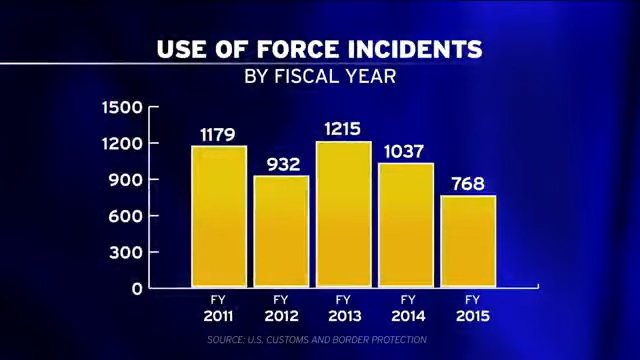 USE OF FORCE INCIDENTS
BY FISCAL YEAR
1500
1200
900
600
300
0
1179
932
1215
1037
768
FY 2011
FY 2012
FY 2013
FY 2014
FY 2015
SOURCE: U.S. CUSTOMS AND BORDER PROTECTION